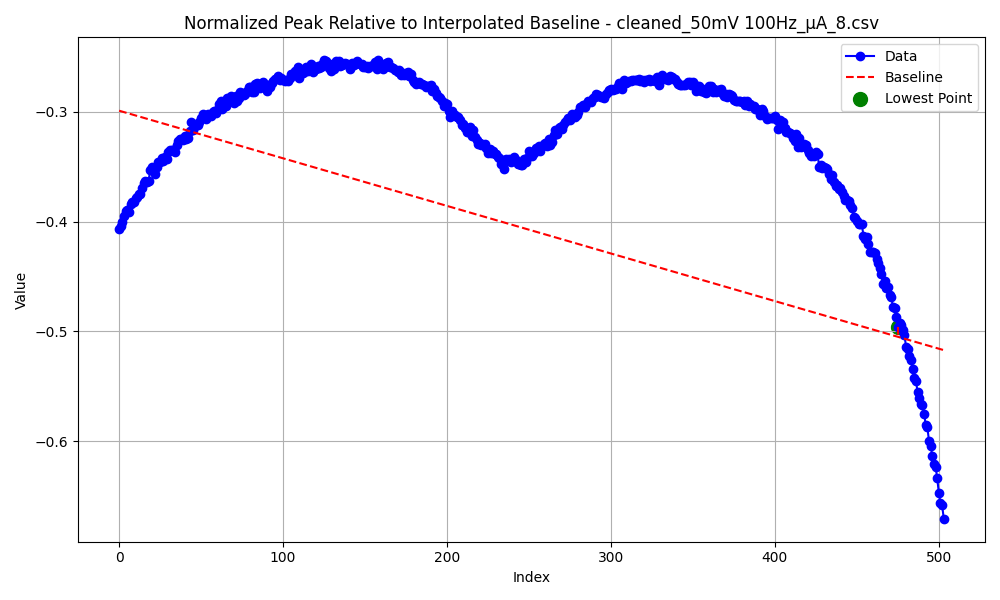 Normalized Peak Relative to Interpolated Baseline - cleaned_50mV 100Hz_μA_8.csv
Data
Baseline
Lowest Point
−0.3
−0.4
−0.5
−0.6
Value
0
100
200
300
400
500
Index